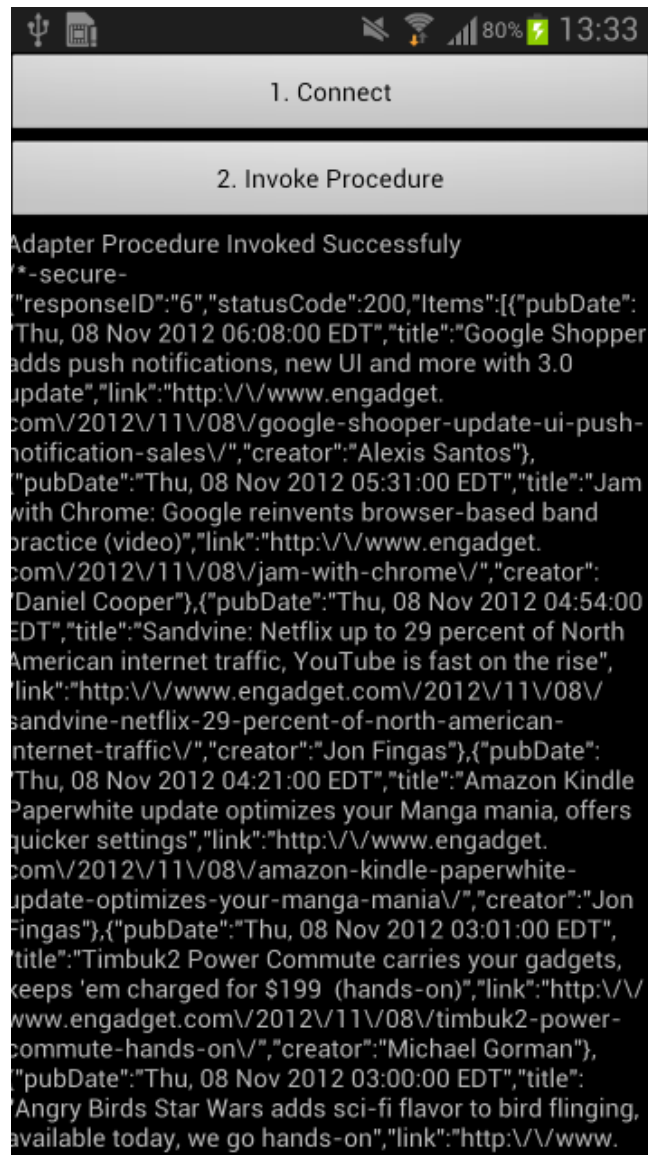 80% 13:33
1. Connect
2. Invoke Procedure
Adapter Procedure Invoked Successfuly
/*-secure-
{"responseID":"6","statusCode":200,"Items":[{"pubDate":
"Thu, 08 Nov 2012 06:08:00 EDT","title":"Google Shopper
adds push notifications, new UI and more with 3.0
update","link":"http:\/\/www.engadget.
com\/2012\/11\/08\/google-shooper-update-ui-push-
notification-sales\/","creator":"Alexis Santos"},
{"pubDate":"Thu, 08 Nov 2012 05:31:00 EDT","title":"Jam
with Chrome: Google reinvents browser-based band
practice (video)","link":"http:\/\/www.engadget.
com\/2012\/11\/08\/jam-with-chrome\/","creator":
"Daniel Cooper"},{"pubDate":"Thu, 08 Nov 2012 04:54:00
EDT","title":"Sandvine: Netflix up to 29 percent of North
American internet traffic, YouTube is fast on the rise",
"link":"http:\/\/www.engadget.com\/2012\/11\/08\/
sandvine-netflix-29-percent-of-north-american-
internet-traffic\/","creator":"Jon Fingas"},{"pubDate":
"Thu, 08 Nov 2012 04:21:00 EDT","title":"Amazon Kindle
Paperwhite update optimizes your Manga mania, offers
quicker settings","link":"http:\/\/www.engadget.
com\/2012\/11\/08\/amazon-kindle-paperwhite-
update-optimizes-your-manga-mania\/","creator":"Jon
Fingas"},{"pubDate":"Thu, 08 Nov 2012 03:01:00 EDT",
"title":"Timbuk2 Power Commute carries your gadgets,
keeps 'em charged for $199  (hands-on)","link":"http:\/\/
www.engadget.com\/2012\/11\/08\/timbuk2-power-
commute-hands-on\/","creator":"Michael Gorman"},
{"pubDate":"Thu, 08 Nov 2012 03:00:00 EDT","title":
"Angry Birds Star Wars adds sci-fi flavor to bird flinging,
available today, we go hands-on","link":"http:\/\/www.